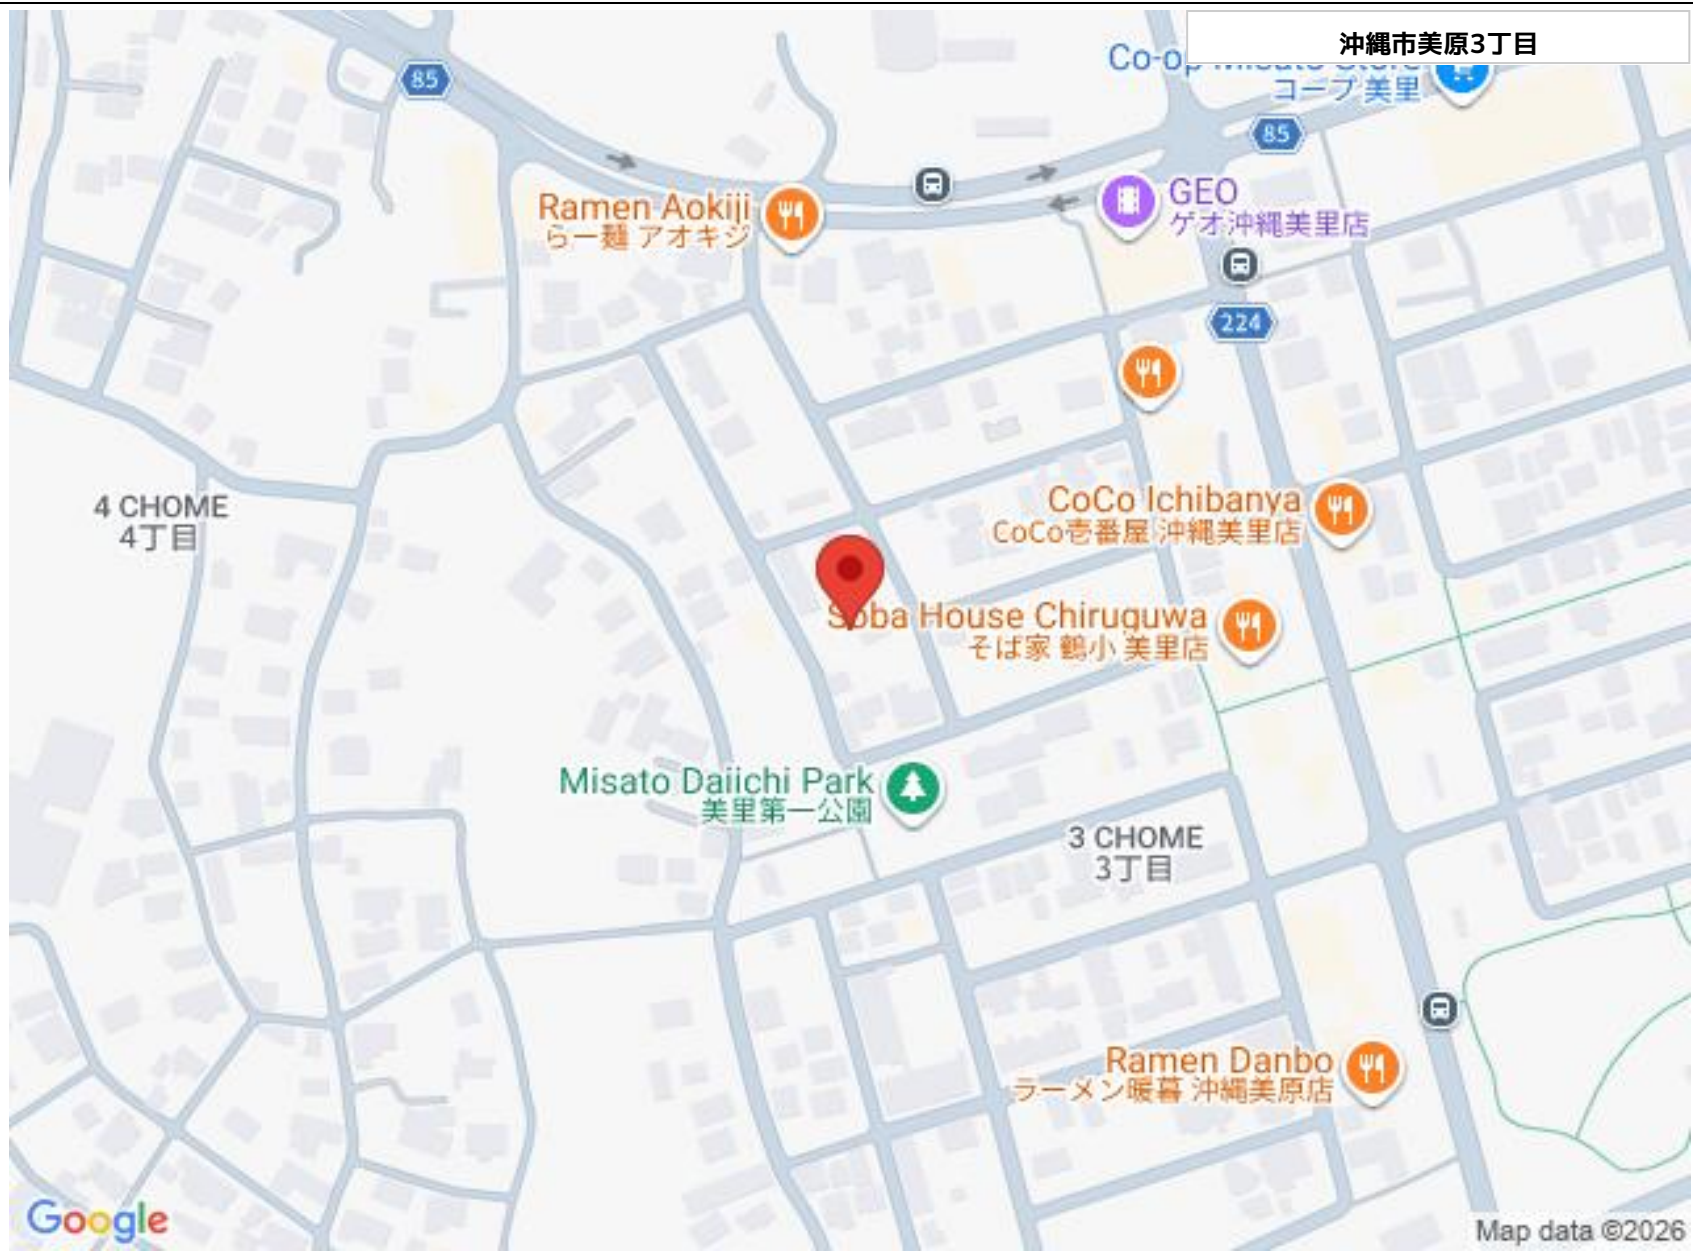 沖縄市美原3丁目
コープ美里
85
85
Ramen Aokiji
らー麺 アオキジ
GEO
ゲオ沖縄美里店
224
4 CHOME
4丁目
CoCo Ichibanya
CoCo壱番屋 沖縄美里店
Soba House Chiruguwa
そば家 鶴小 美里店
Misato Daiichi Park
美里第一公園
3 CHOME
3丁目
Ramen Danbo
ラーメン暖暮 沖縄美原店
Google
Map data ©2026